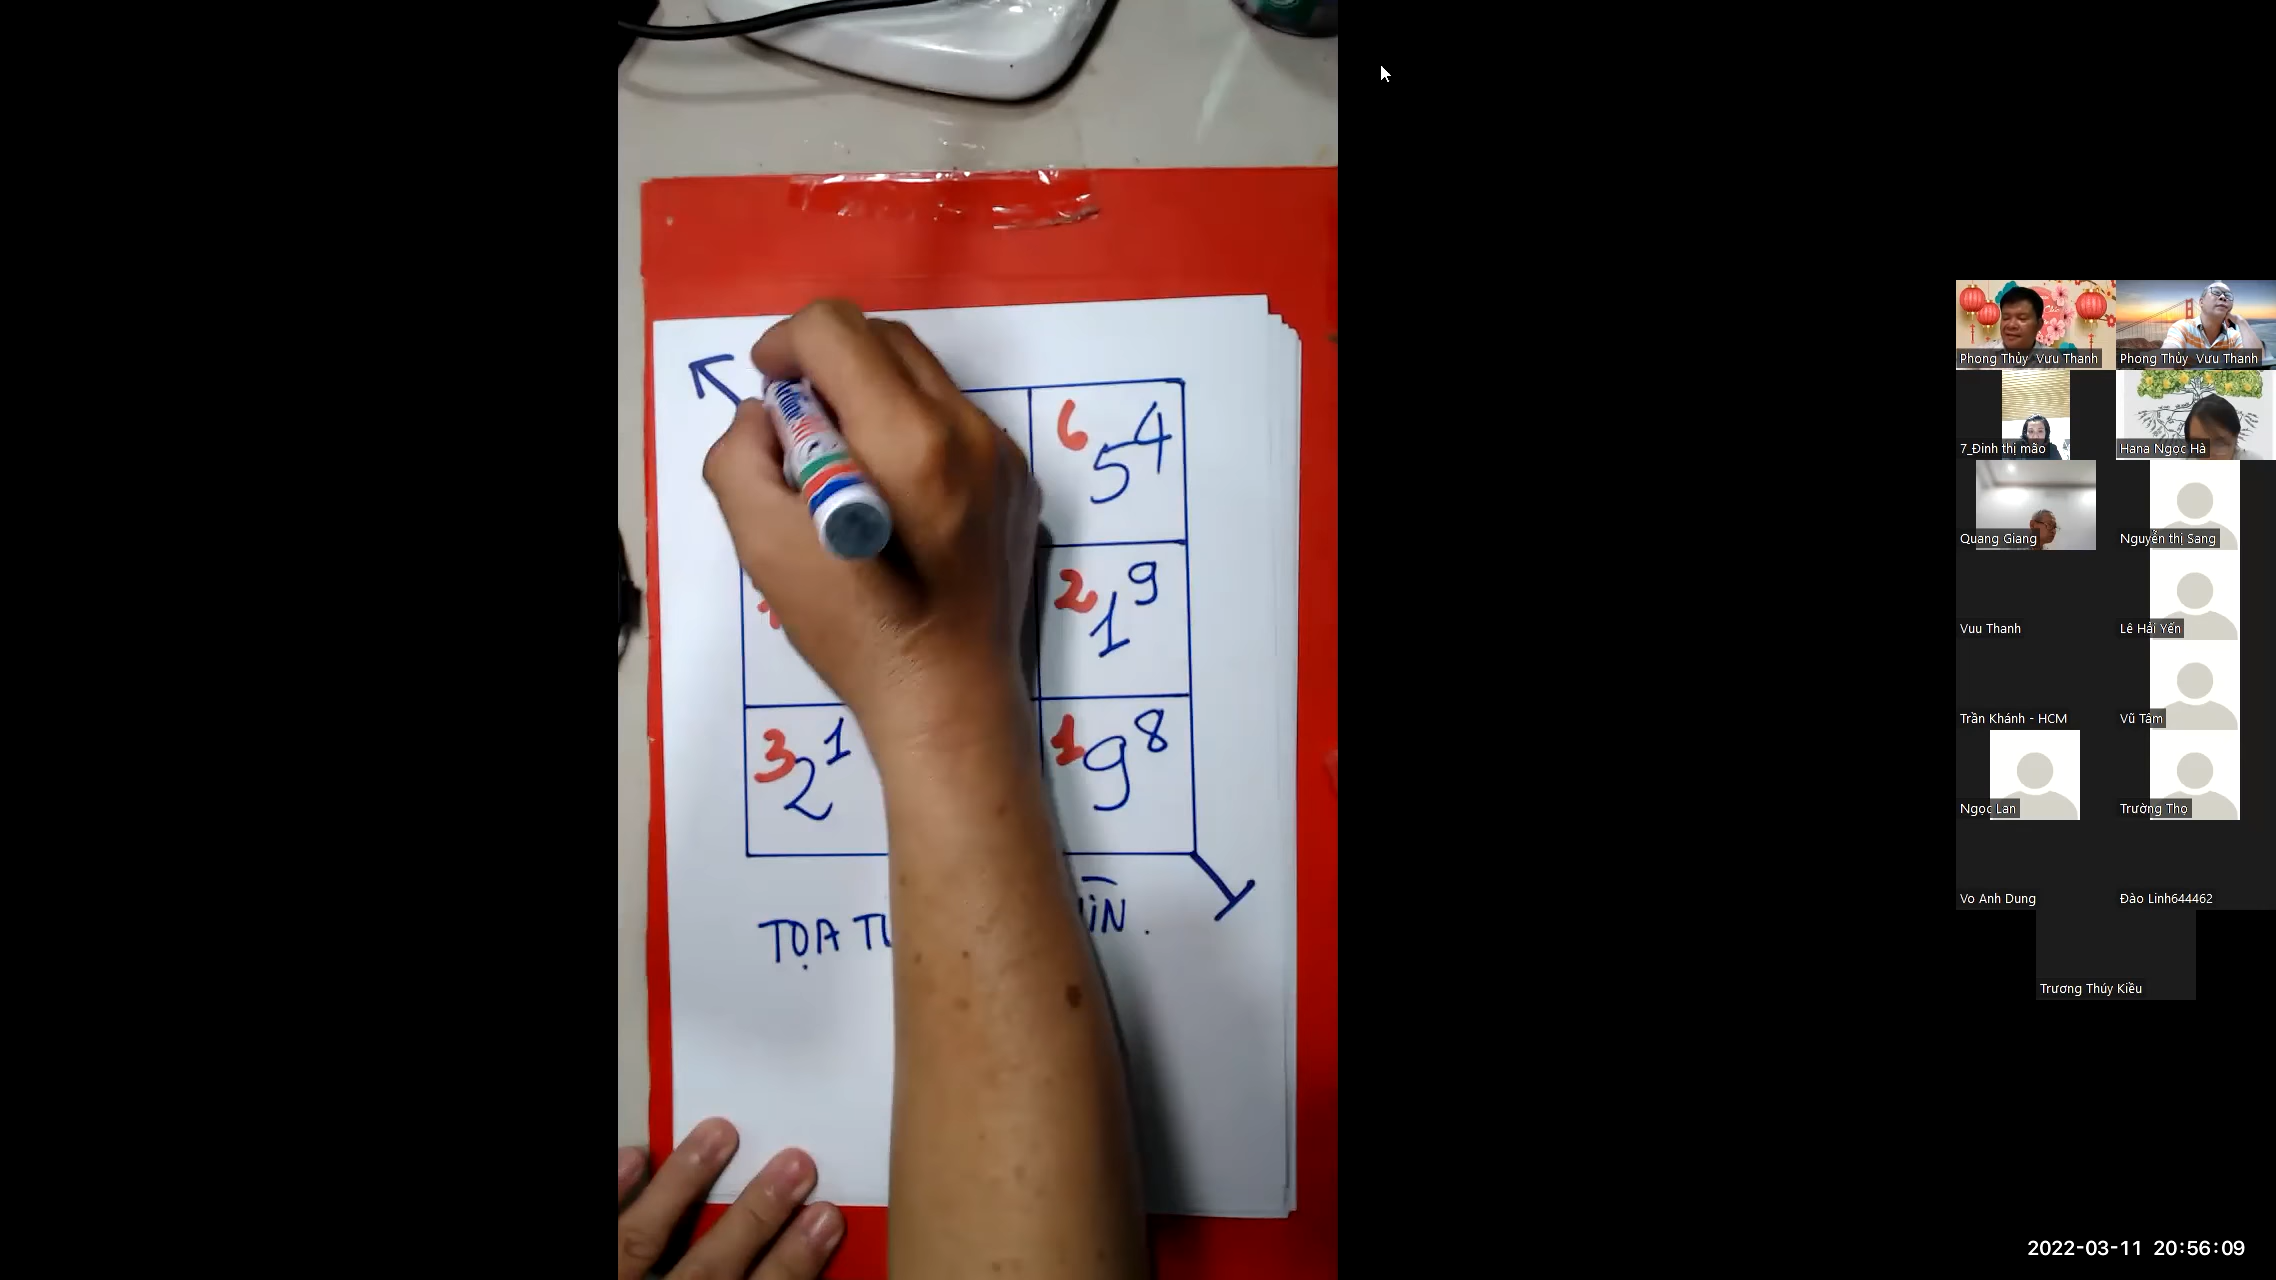 6 5 4
2 1 9
3 2 1
1 9 8
TỌA
Phong Thủy Vưu Thanh
Phong Thủy Vưu Thanh
7_Đinh thị mão
Hana Ngọc Hà
Quang Giang
Nguyễn thị Sang
Vuu Thanh
Lê Hải Yến
Trần Khánh - HCM
Vũ Tâm
Ngọc Lan
Trường Thọ
Vo Anh Dung
Đào Linh644462
Trương Thúy Kiều
2022-03-11 20:56:09